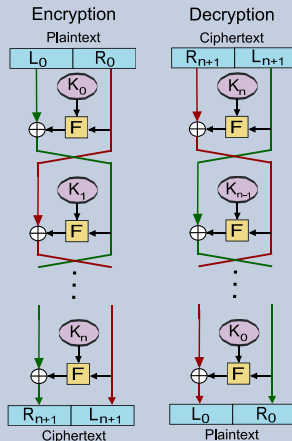 Encryption
Plaintext
L₀ R₀
K₀
F
K₁
F
Kₙ
F
Rₙ₊₁ Lₙ₊₁
Ciphertext
Decryption
Ciphertext
Rₙ₊₁ Lₙ₊₁
Kₙ
F
Kₙ₋₁
F
K₀
F
L₀ R₀
Plaintext